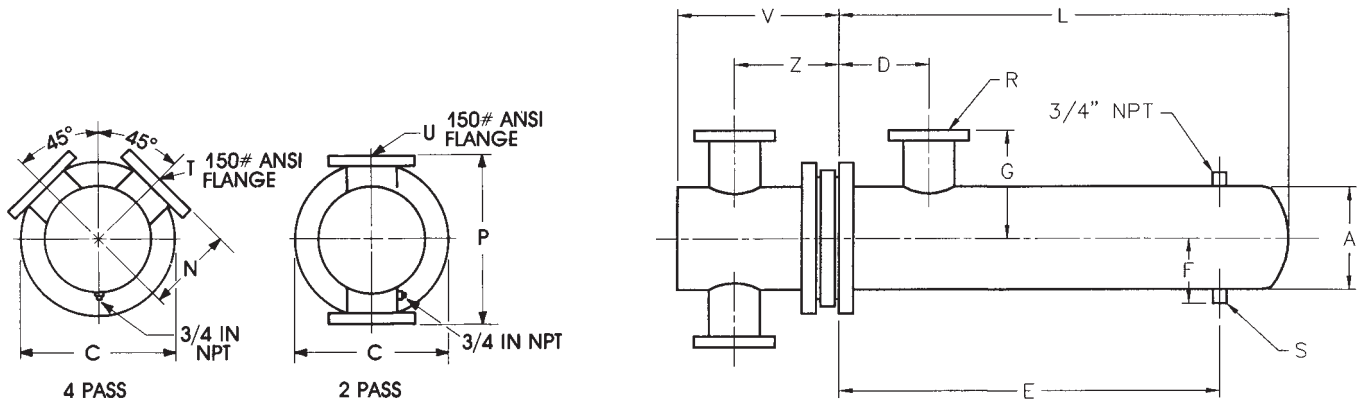 45°
45°
T
150# ANSI
FLANGE
N
3/4 IN
NPT
C
4 PASS
U
150# ANSI
FLANGE
P
3/4 IN NPT
C
2 PASS
V
L
Z
D
R
3/4" NPT
G
A
F
S
E